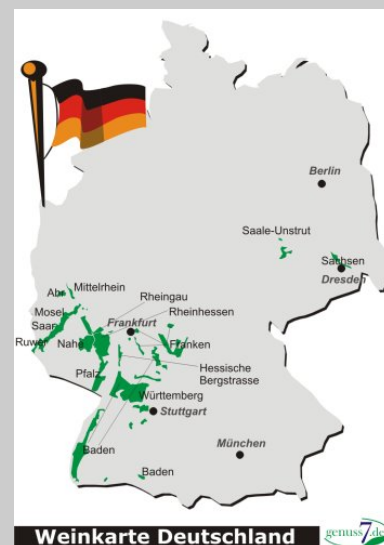 Berlin
Saale-Unstrut
Sachsen
Dresden
Ahr
Mittelrhein
Rheingau
Mosel
Saar
Ruwer
Frankfurt
Rheinhessen
Nahe
Franken
Pfalz
Hessische
Bergstrasse
Württemberg
Stuttgart
München
Baden
Baden
Weinkarte Deutschland
genuss7.de